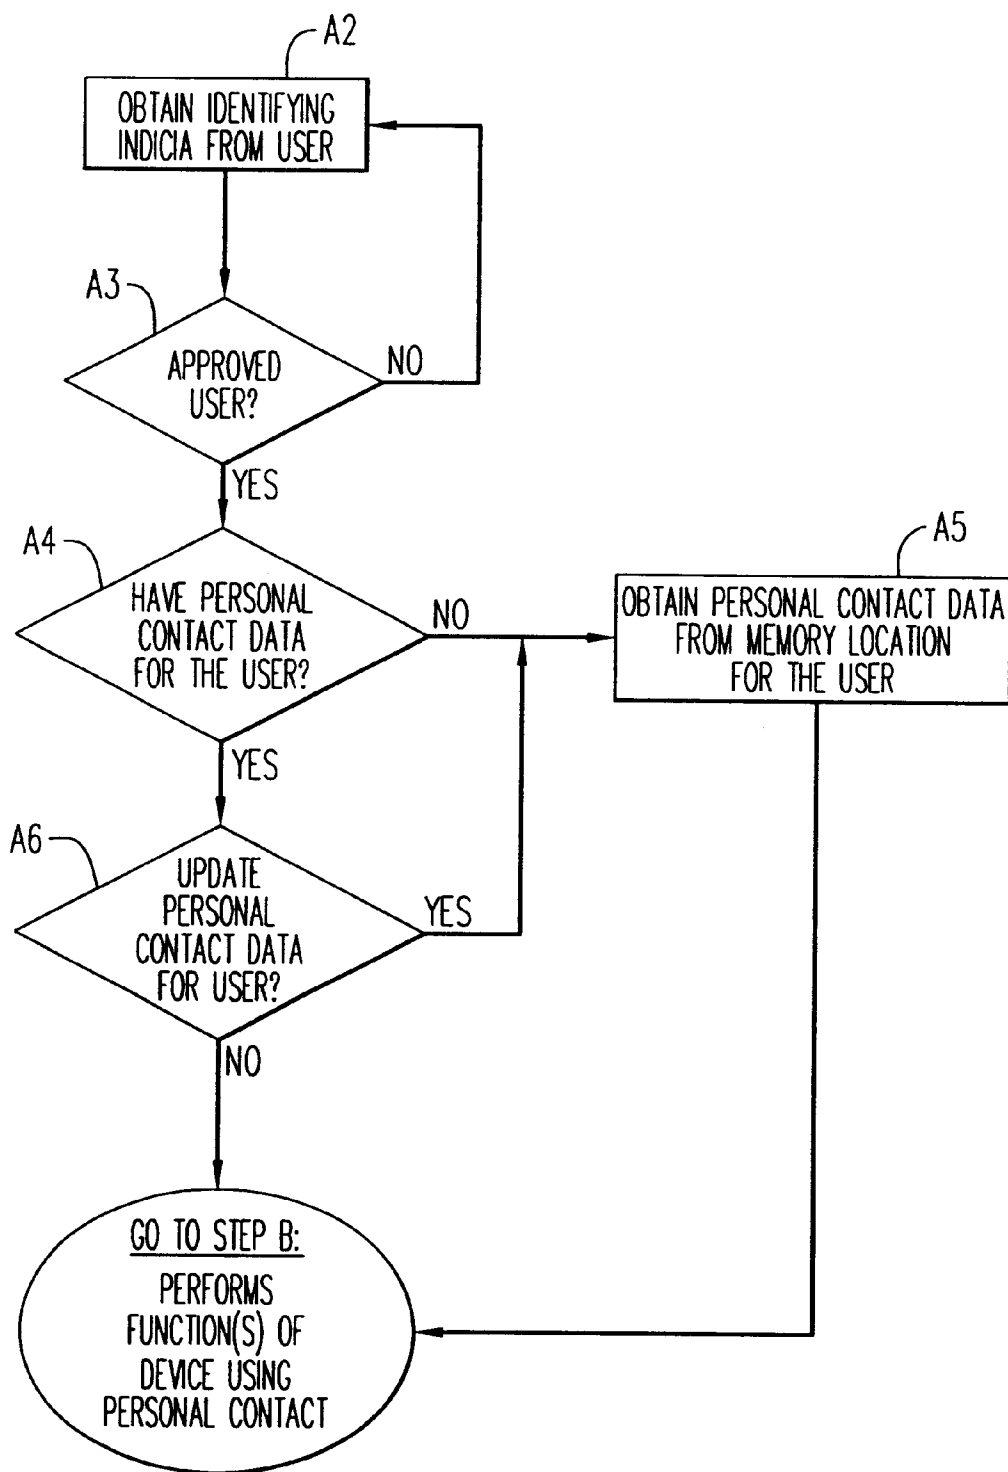 A2
OBTAIN IDENTIFYING
INDICIA FROM USER
A3
APPROVED
USER?
NO
YES
A4
HAVE PERSONAL
CONTACT DATA
FOR THE USER?
NO
A5
OBTAIN PERSONAL CONTACT DATA
FROM MEMORY LOCATION
FOR THE USER
YES
A6
UPDATE
PERSONAL
CONTACT DATA
FOR USER?
YES
NO
GO TO STEP B:
PERFORMS
FUNCTION(S) OF
DEVICE USING
PERSONAL CONTACT